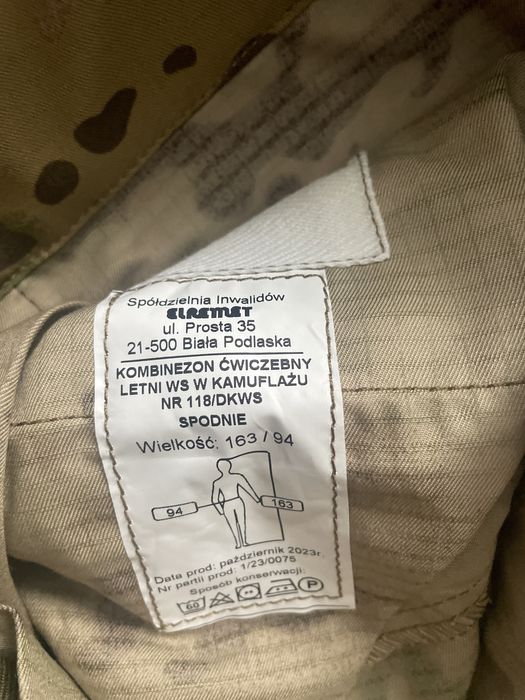 Spółdzielnia Inwalidów
ELREMET
ul. Prosta 35
21-500 Biała Podlaska
KOMBINEZON ĆWICZEBNY
LETNI WS W KAMUFLAŻU
NR 118/DKWS
SPODNIE
Wielkość: 163 / 94
94
163
Data prod: październik 2023r.
Nr partii prod: 1/23/0075
Sposób konserwacji:
60
P